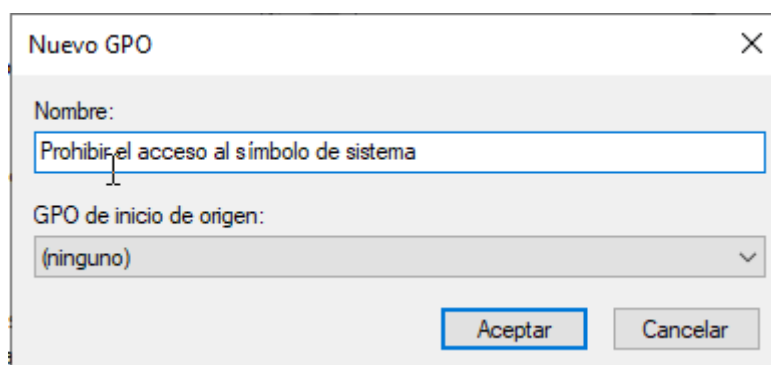 Nuevo GPO
Nombre:
Prohibir el acceso al símbolo de sistema
GPO de inicio de origen:
(ninguno)
Aceptar Cancelar